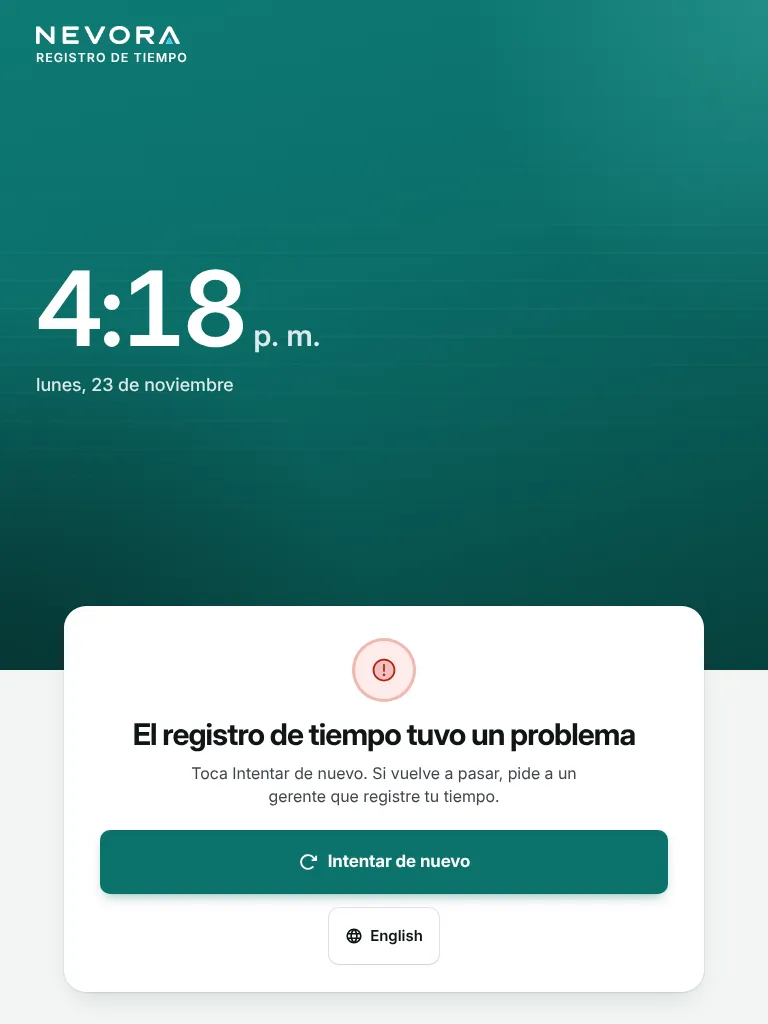 NEVORA
REGISTRO DE TIEMPO
4:18 p. m.
lunes, 23 de noviembre
El registro de tiempo tuvo un problema
Toca Intentar de nuevo. Si vuelve a pasar, pide a un
gerente que registre tu tiempo.
Intentar de nuevo
English